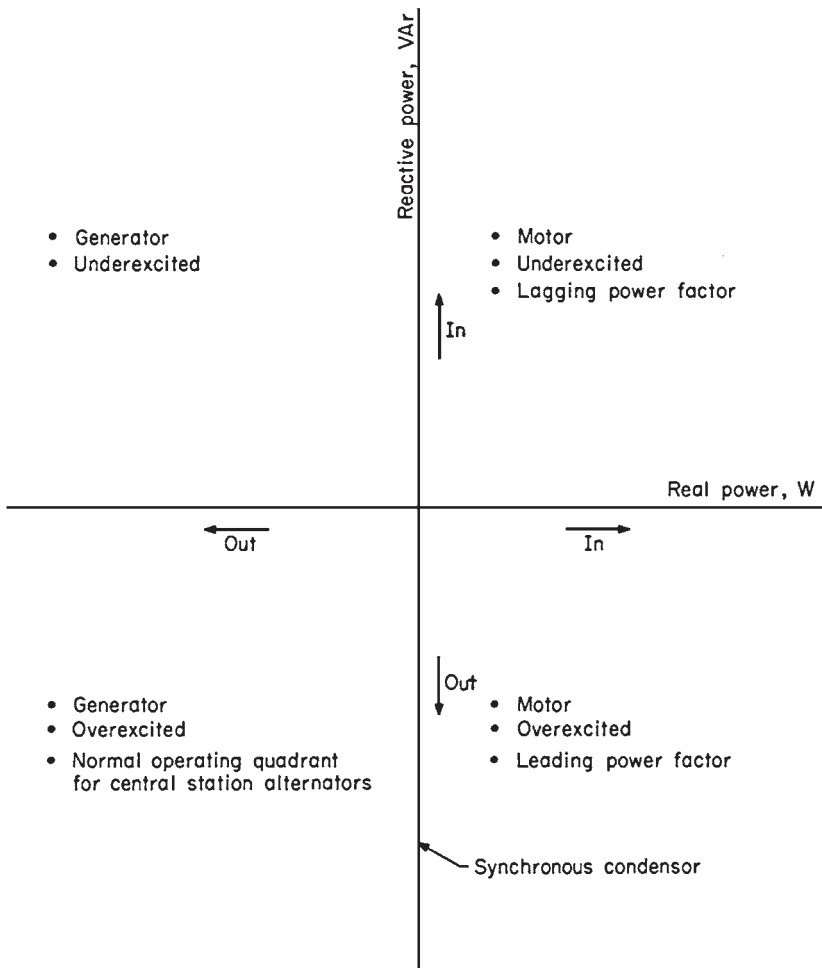 Reactive power, VAr
• Generator
• Underexcited
• Motor
• Underexcited
• Lagging power factor
In
Real power, W
Out
In
• Generator
• Overexcited
• Normal operating quadrant
for central station alternators
Out
• Motor
• Overexcited
• Leading power factor
Synchronous condensor